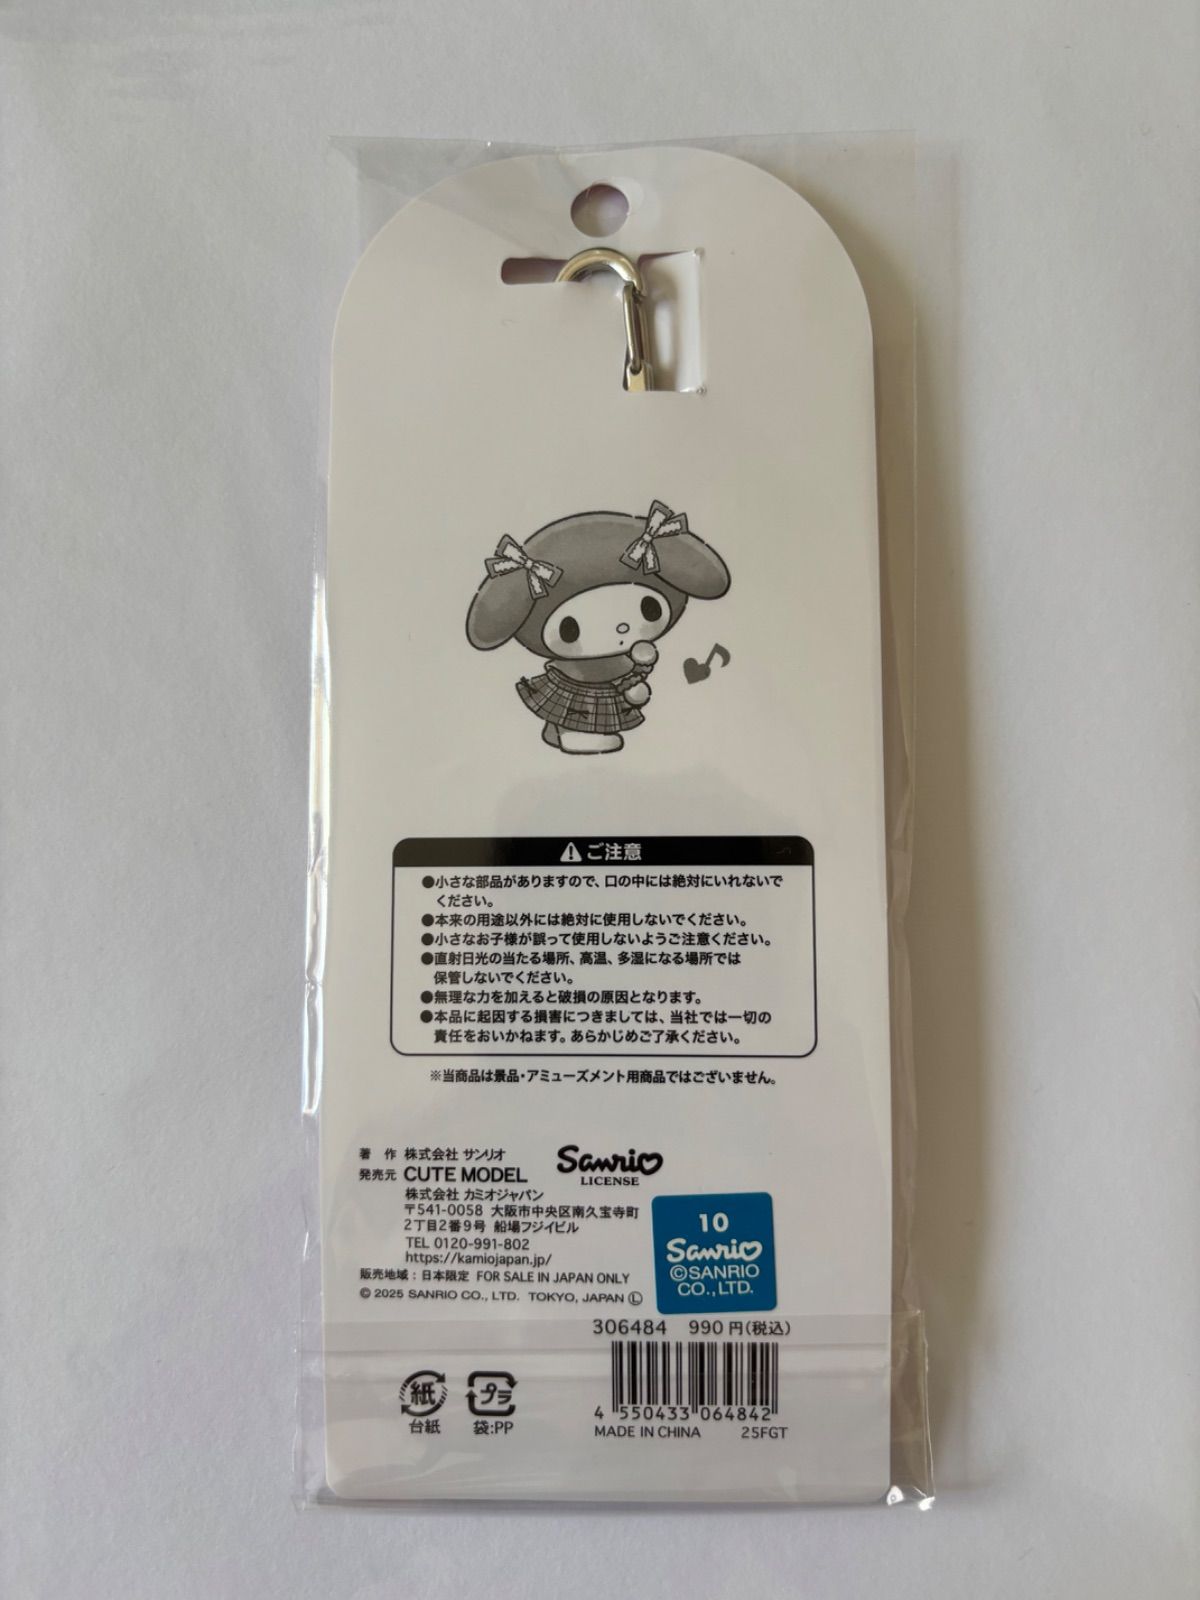 ご注意
●小さな部品がありますので、口の中には絶対にいれないで
ください。
●本来の用途以外には絶対に使用しないでください。
●小さなお子様が誤って使用しないようご注意ください。
●直射日光の当たる場所、高温、多湿になる場所では
保管しないでください。
●無理な力を加えると破損の原因となります。
●本品に起因する損害につきましては、当社では一切の
責任をおいかねます。あらかじめご了承ください。
※当商品は景品・アミューズメント用商品ではございません。
著 作 株式会社 サンリオ
発売元 CUTE MODEL
株式会社 カミオジャパン
〒541-0058 大阪市中央区南久宝寺町
2丁目2番9号 船場フジイビル
TEL 0120-991-802
https://kamiojapan.jp/
販売地域:日本限定 FOR SALE IN JAPAN ONLY
© 2025 SANRIO CO., LTD. TOKYO, JAPAN Ⓛ
Sanrio
LICENSE
10
Sanrio
©SANRIO
CO.,LTD.
306484 990円(税込)
4 550433 064842
MADE IN CHINA 25FGT
紙
台紙
プラ
袋:PP